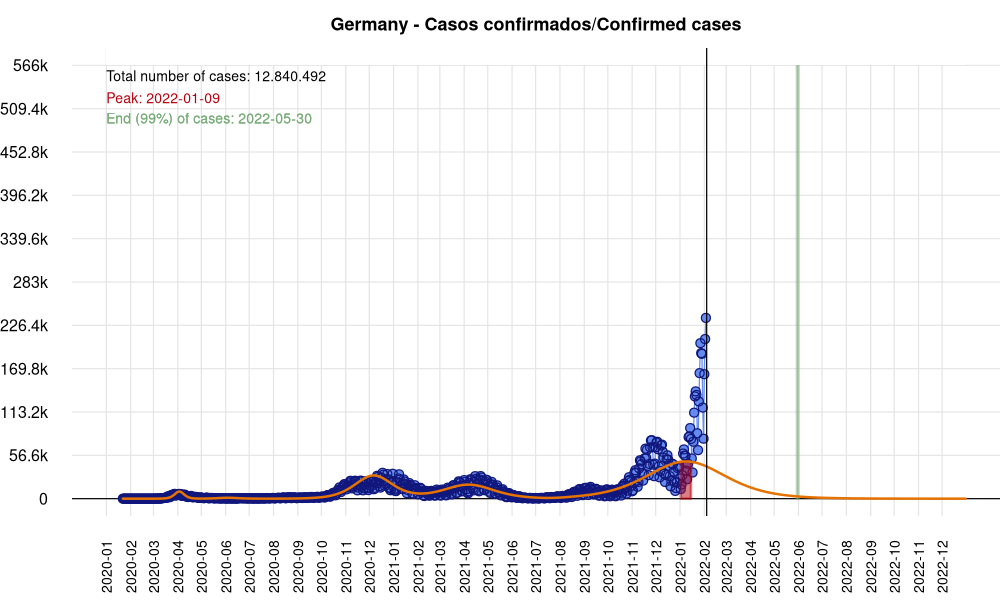 Germany - Casos confirmados/Confirmed cases
566k
Total number of cases: 12.840.492
Peak: 2022-01-09
509.4k
End (99%) of cases: 2022-05-30
452.8k
396.2k
339.6k
283k
226.4k
169.8k
113.2k
56.6k
0
2020-01
2020-02
2020-03
2020-04
2020-05
2020-06
2020-07
2020-08
2020-09
2020-10
2020-11
2020-12
2021-01
2021-02
2021-03
2021-04
2021-05
2021-06
2021-07
2021-08
2021-09
2021-10
2021-11
2021-12
2022-01
2022-02
2022-03
2022-04
2022-05
2022-06
2022-07
2022-08
2022-09
2022-10
2022-11
2022-12